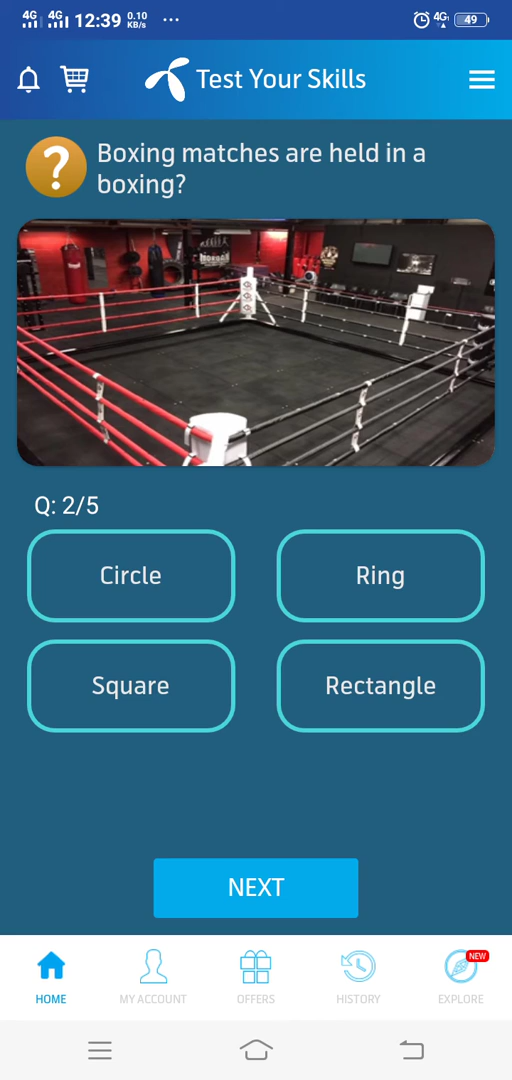 4G 4G 12:39 0.10 KB/s ... 4G 49
Test Your Skills
? Boxing matches are held in a
boxing?
Q: 2/5
Circle Ring
Square Rectangle
NEXT
NEW
HOME MY ACCOUNT OFFERS HISTORY EXPLORE